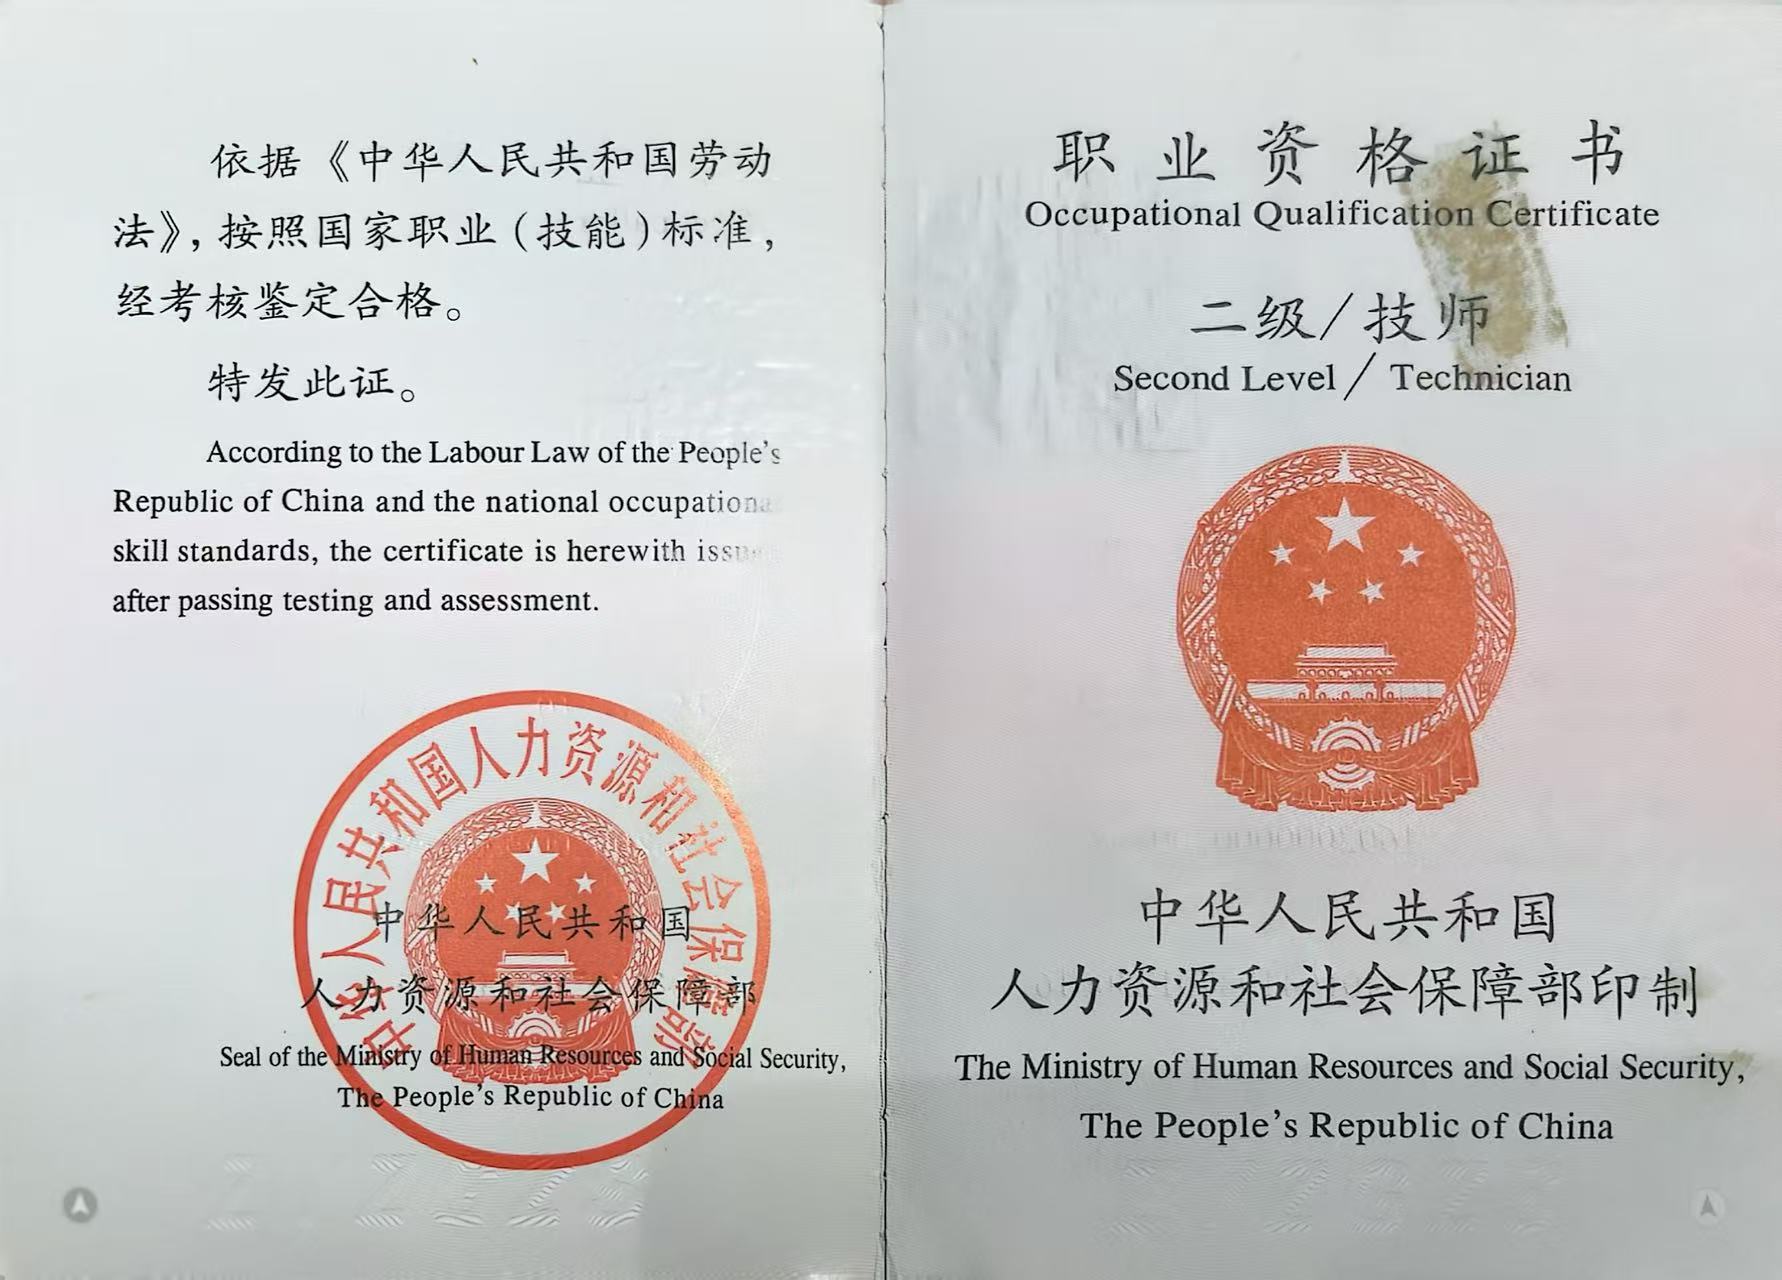 依据《中华人民共和国劳动
法》，按照国家职业（技能）标准，
经考核鉴定合格。
特发此证。
According to the Labour Law of the People's
Republic of China and the national occupational
skill standards, the certificate is herewith
after passing testing and assessment.
中华人民共和国人力资源和社会保障部
中华人民共和国
人力资源和社会保障部
Seal of the Ministry of Human Resources and Social Security,
The People's Republic of China
职业资格证书
Occupational Qualification Certificate
二级/技师
Second Level/Technician
中华人民共和国
人力资源和社会保障部印制
The Ministry of Human Resources and Social Security,
The People's Republic of China